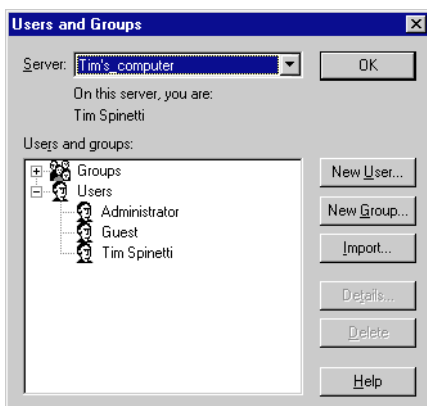 Users and Groups
Server: Tim's_computer OK
On this server, you are:
Tim Spinetti
Users and groups:
Groups New User...
Users
Administrator New Group...
Guest
Tim Spinetti Import...
Details...
Delete
Help